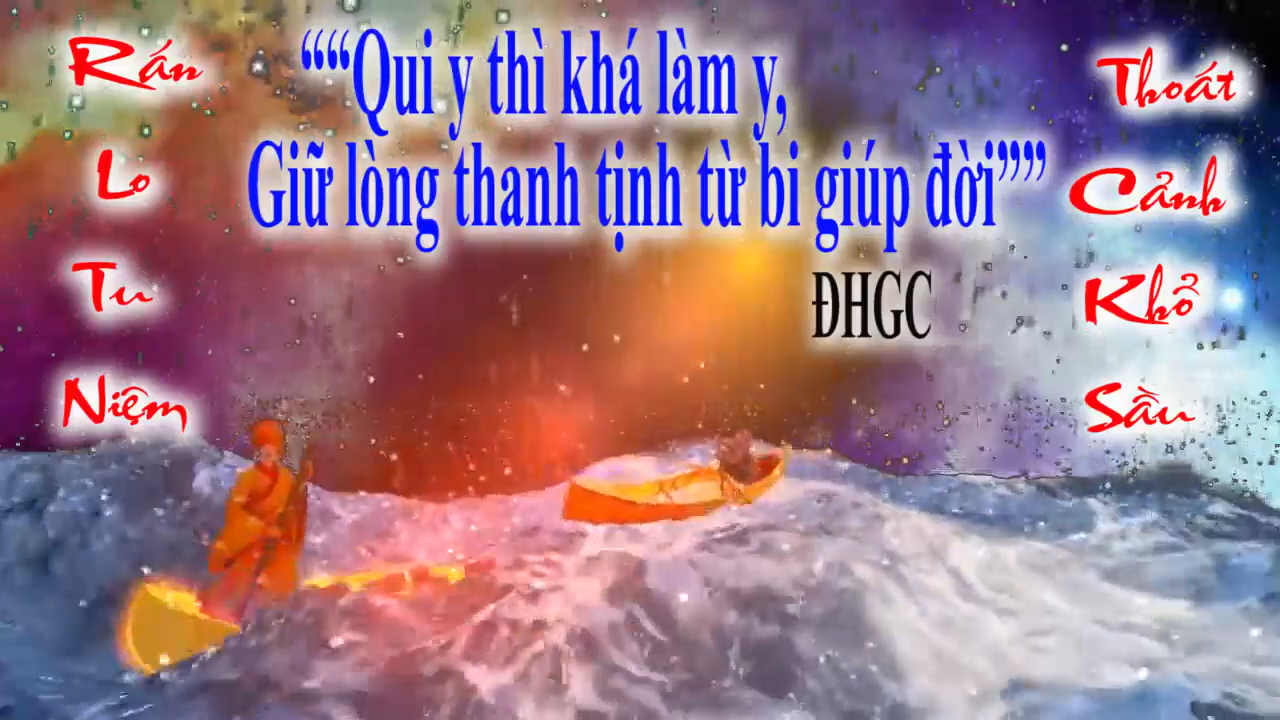 Rán
Lo
Tu
Niệm
““Qui y thì khá làm y,
Giữ lòng thanh tịnh từ bi giúp đời””
ĐHGC
Thoát
Cảnh
Khổ
Sầu